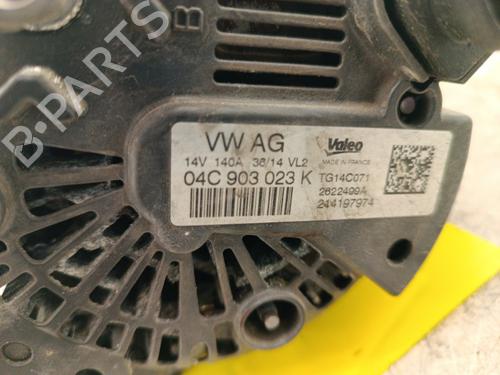 B-PARTS
VW AG
14V 140A 36/14 VL2
04C 903 023 K
Valeo
MADE IN FRANCE
TG14C071
2622499A
244197974